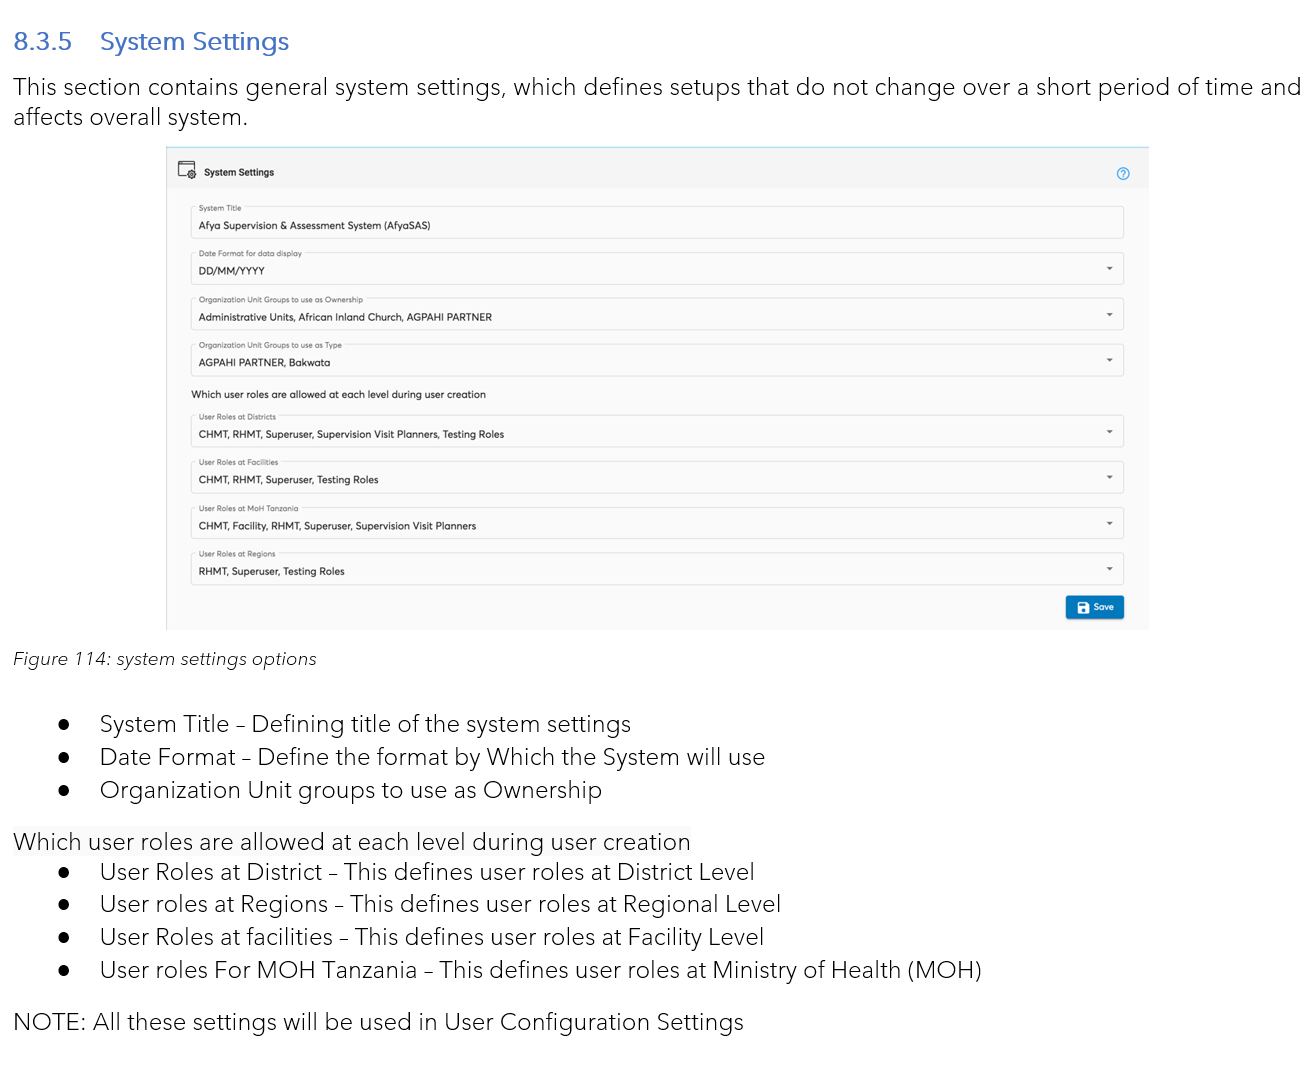 8.3.5 System Settings
This section contains general system settings, which defines setups that do not change over a short period of time and
affects overall system.
System Settings
System Title
Afya Supervision & Assessment System (AfyaSAS)
Date Format for data display
DD/MM/YYYY
Organization Unit Groups to use as Ownership
Administrative Units, African Inland Church, AGPAHI PARTNER
Organization Unit Groups to use as Type
AGPAHI PARTNER, Bakwata
Which user roles are allowed at each level during user creation
User Roles at Districts
CHMT, RHMT, Superuser, Supervision Visit Planners, Testing Roles
User Roles at Facilities
CHMT, RHMT, Superuser, Testing Roles
User Roles at MoH Tanzania
CHMT, Facility, RHMT, Superuser, Supervision Visit Planners
User Roles at Regions
RHMT, Superuser, Testing Roles
Save
Figure 114: system settings options
● System Title – Defining title of the system settings
● Date Format – Define the format by Which the System will use
● Organization Unit groups to use as Ownership
Which user roles are allowed at each level during user creation
● User Roles at District – This defines user roles at District Level
● User roles at Regions – This defines user roles at Regional Level
● User Roles at facilities – This defines user roles at Facility Level
● User roles For MOH Tanzania – This defines user roles at Ministry of Health (MOH)
NOTE: All these settings will be used in User Configuration Settings